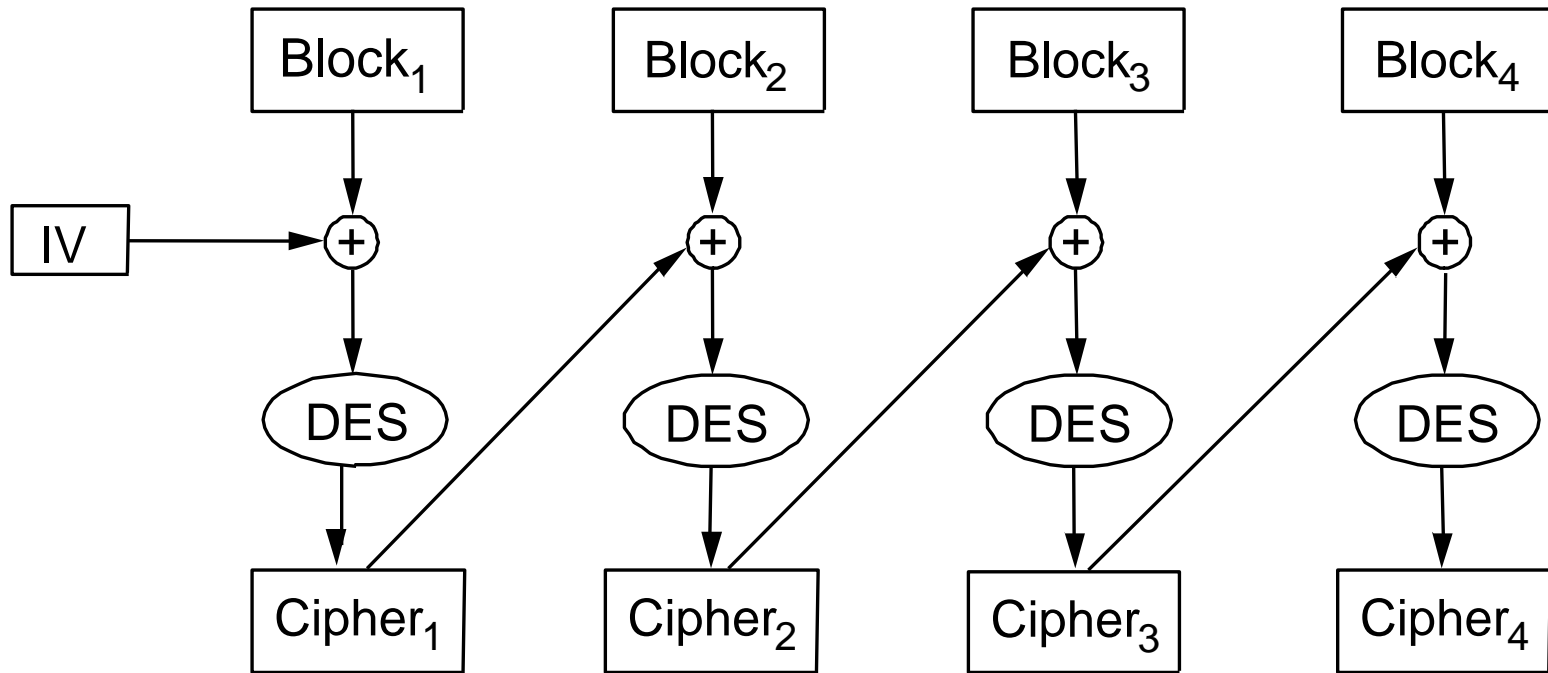 Block₁ Block₂ Block₃ Block₄
IV + + + +
DES DES DES DES
Cipher₁ Cipher₂ Cipher₃ Cipher₄